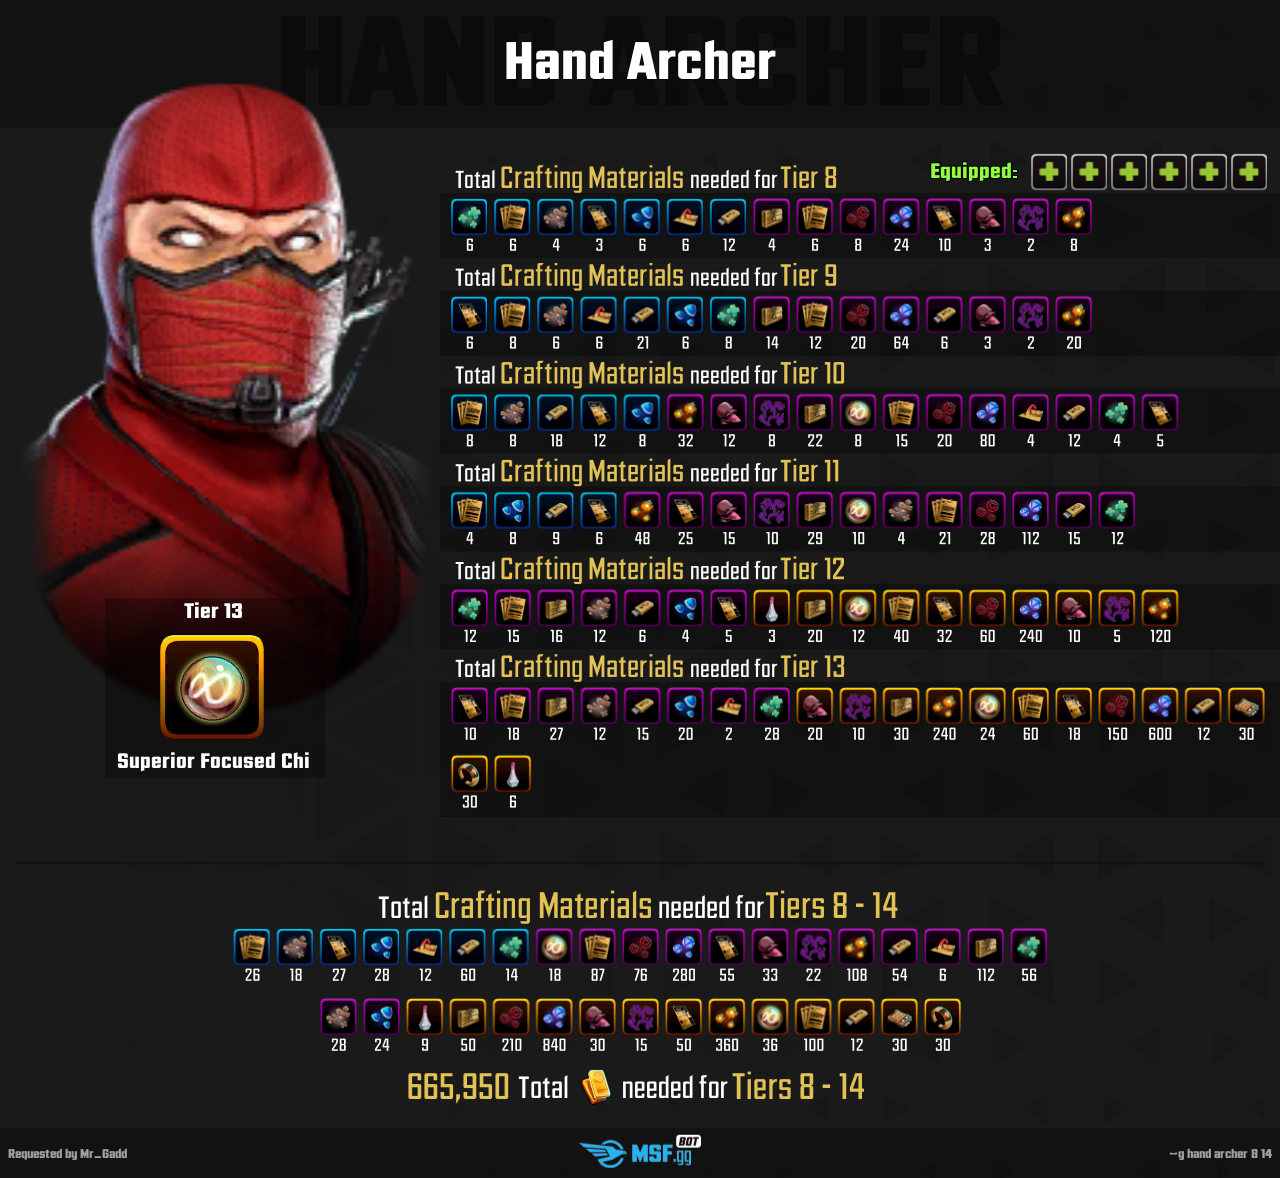 HAND ARCHER
Hand Archer
Equipped:
Total Crafting Materials needed for Tier 8
6 6 4 3 6 6 12 4 6 8 24 10 3 2 8
Total Crafting Materials needed for Tier 9
6 8 6 6 21 6 8 14 12 20 64 6 3 2 20
Total Crafting Materials needed for Tier 10
8 8 18 12 8 32 12 8 22 8 15 20 80 4 12 4 5
Total Crafting Materials needed for Tier 11
4 8 9 6 48 25 15 10 29 10 4 21 28 112 15 12
Total Crafting Materials needed for Tier 12
12 15 16 12 6 4 5 3 20 12 40 32 60 240 10 5 120
Total Crafting Materials needed for Tier 13
10 18 27 12 15 20 2 28 20 10 30 240 24 60 18 150 600 12 30
30 6
Tier 13
Superior Focused Chi
Total Crafting Materials needed for Tiers 8 - 14
26 18 27 28 12 60 14 18 87 76 280 55 33 22 108 54 6 112 56
28 24 9 50 210 840 30 15 50 360 36 100 12 30 30
665,950 Total needed for Tiers 8 - 14
Requested by Mr_Gadd
MSF.gg BOT
~g hand archer 8 14